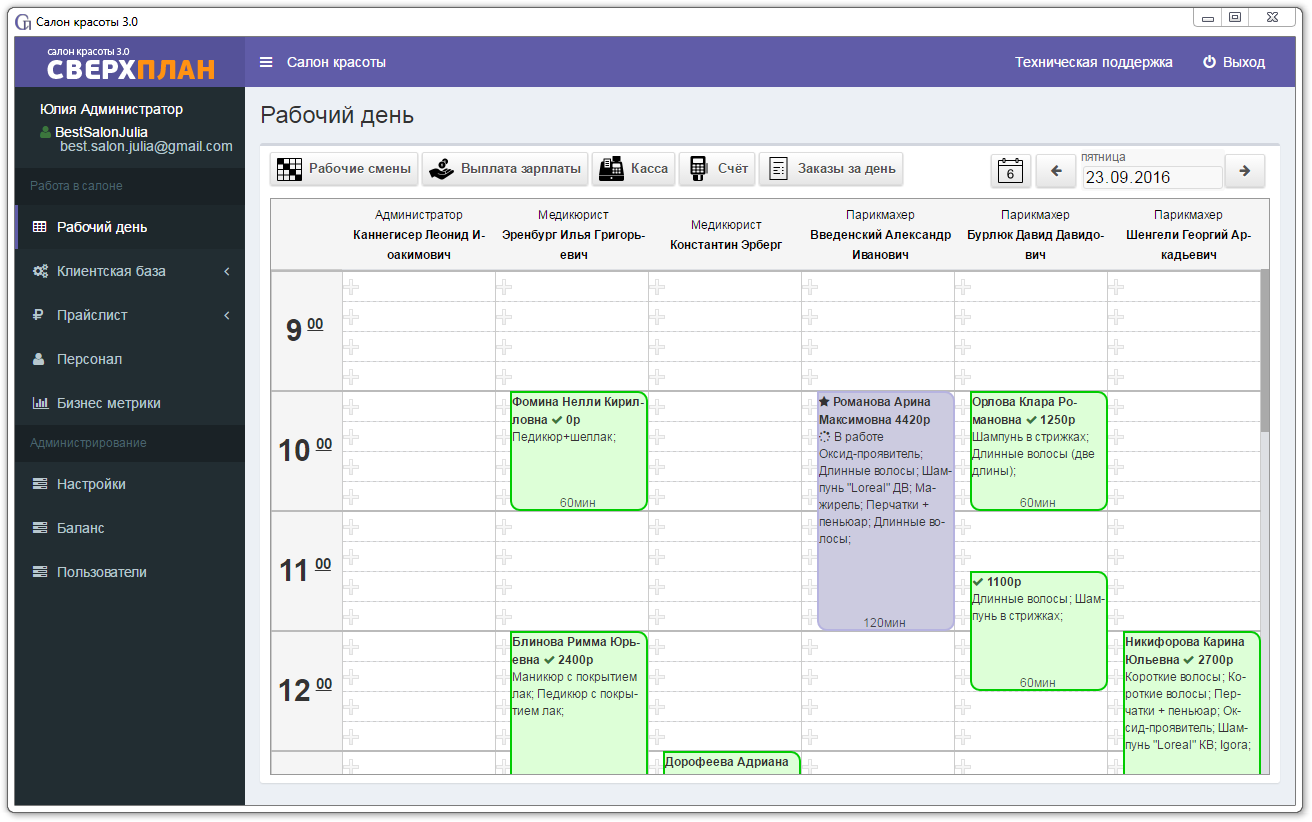 Салон красоты 3.0
салон красоты 3.0
СВЕРХПЛАН
Салон красоты
Техническая поддержка
Выход
Юлия Администратор
BestSalonJulia
best.salon.julia@gmail.com
Работа в салоне
Рабочий день
Клиентская база
Прайслист
Персонал
Бизнес метрики
Администрирование
Настройки
Баланс
Пользователи
Рабочий день
Рабочие смены
Выплата зарплаты
Касса
Счёт
Заказы за день
6
пятница
23.09.2016
Администратор
Каннегисер Леонид И-
оакимович
Медикюрист
Эренбург Илья Григорь-
евич
Медикюрист
Константин Эрберг
Парикмахер
Введенский Александр
Иванович
Парикмахер
Бурлюк Давид Давидо-
вич
Парикмахер
Шенгели Георгий Ар-
кадьевич
9 00
10 00
Фомина Нелли Кирил-
ловна 0р
Педикюр+шеллак;
60мин
Романова Арина
Максимовна 4420р
В работе
Оксид-проявитель;
Длинные волосы; Шам-
пунь "Loreal" ДВ; Ма-
жирель; Перчатки +
пеньюар; Длинные во-
лосы;
120мин
Орлова Клара Ро-
мановна 1250р
Шампунь в стрижках;
Длинные волосы (две
длины);
60мин
11 00
1100р
Длинные волосы; Шам-
пунь в стрижках;
60мин
12 00
Блинова Римма Юрь-
евна 2400р
Маникюр с покрытием
лак; Педикюр с покры-
тием лак;
Никифорова Карина
Юльевна 2700р
Короткие волосы; Ко-
роткие волосы; Пер-
чатки + пеньюар; Ок-
сид-проявитель; Шам-
пунь "Loreal" КВ; Igora;
Дорофеева Адриана